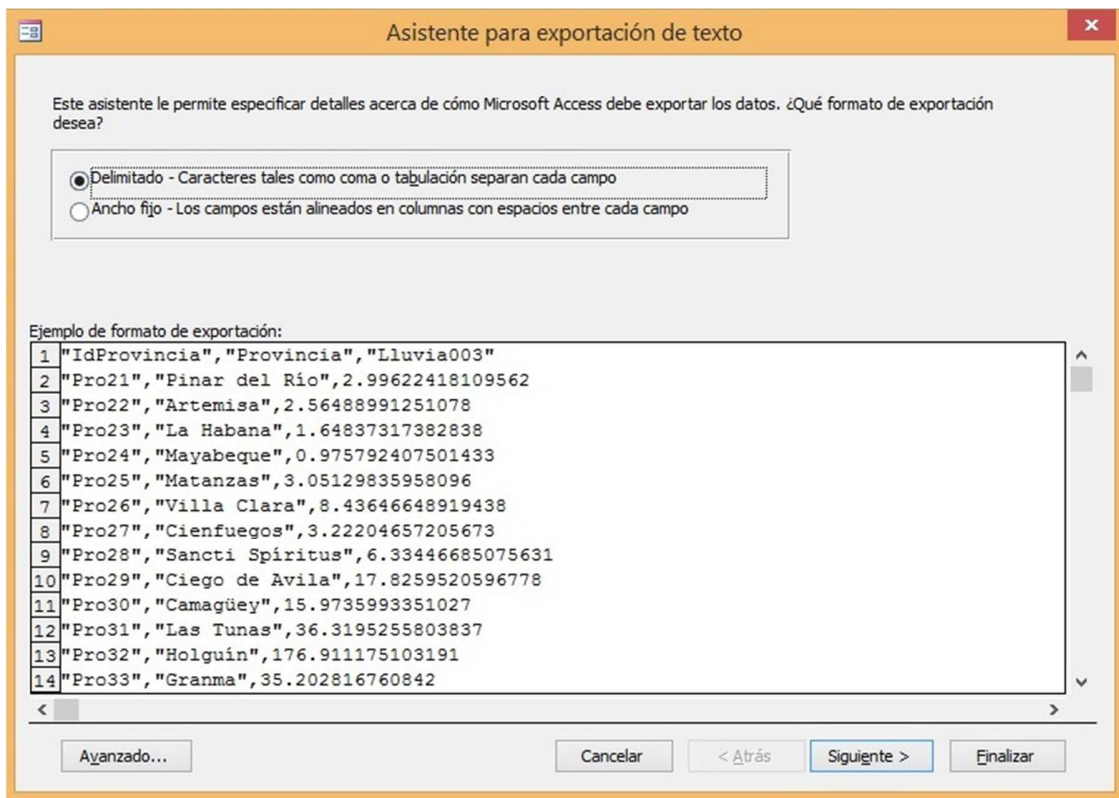 Asistente para exportación de texto
Este asistente le permite especificar detalles acerca de cómo Microsoft Access debe exportar los datos. ¿Qué formato de exportación
desea?
Delimitado - Caracteres tales como coma o tabulación separan cada campo
Ancho fijo - Los campos están alineados en columnas con espacios entre cada campo
Ejemplo de formato de exportación:
1 "IdProvincia","Provincia","Lluvia003"
2 "Pro21","Pinar del Río",2.99622418109562
3 "Pro22","Artemisa",2.56488991251078
4 "Pro23","La Habana",1.64837317382838
5 "Pro24","Mayabeque",0.975792407501433
6 "Pro25","Matanzas",3.05129835958096
7 "Pro26","Villa Clara",8.43646648919438
8 "Pro27","Cienfuegos",3.22204657205673
9 "Pro28","Sancti Spíritus",6.33446685075631
10 "Pro29","Ciego de Avila",17.8259520596778
11 "Pro30","Camagüey",15.9735993351027
12 "Pro31","Las Tunas",36.3195255803837
13 "Pro32","Holguín",176.911175103191
14 "Pro33","Granma",35.202816760842
Avanzado... Cancelar < Atrás Siguiente > Finalizar